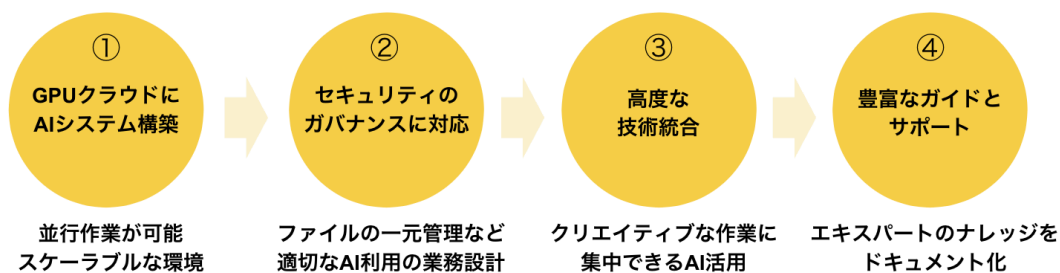 ①
GPUクラウドに
AIシステム構築
並行作業が可能
スケーラブルな環境
②
セキュリティの
ガバナンスに対応
ファイルの一元管理など
適切なAI利用の業務設計
③
高度な
技術統合
クリエイティブな作業に
集中できるAI活用
④
豊富なガイドと
サポート
エキスパートのナレッジを
ドキュメント化